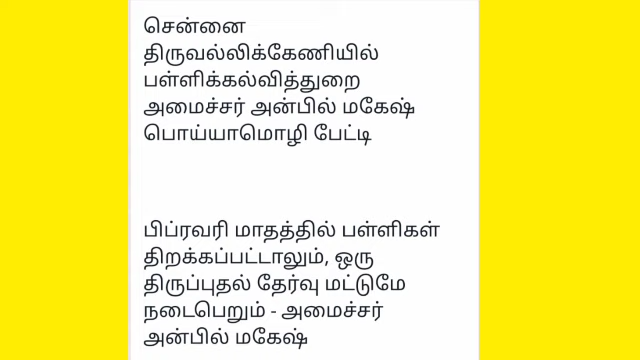 சென்னை
திருவல்லிக்கேணியில்
பள்ளிக்கல்வித்துறை
அமைச்சர் அன்பில் மகேஷ்
பொய்யாமொழி பேட்டி
பிப்ரவரி மாதத்தில் பள்ளிகள்
திறக்கப்பட்டாலும், ஒரு
திருப்புதல் தேர்வு மட்டுமே
நடைபெறும் - அமைச்சர்
அன்பில் மகேஷ்